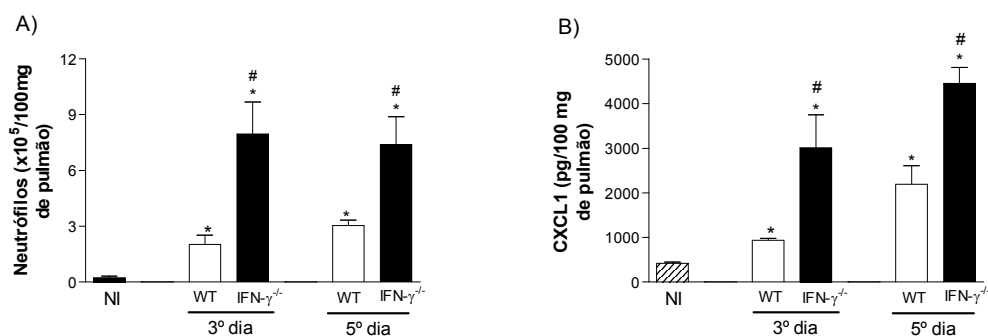 A)
Neutrófilos (x10⁵/100mg
de pulmão)
12
9
6
3
0
#
*
#
*
*
*
NI
WT
IFN-γ⁻/⁻
WT
IFN-γ⁻/⁻
3º dia
5º dia
B)
CXCL1 (pg/100 mg
de pulmão)
5000
4000
3000
2000
1000
0
#
*
#
*
*
*
NI
WT
IFN-γ⁻/⁻
WT
IFN-γ⁻/⁻
3º dia
5º dia